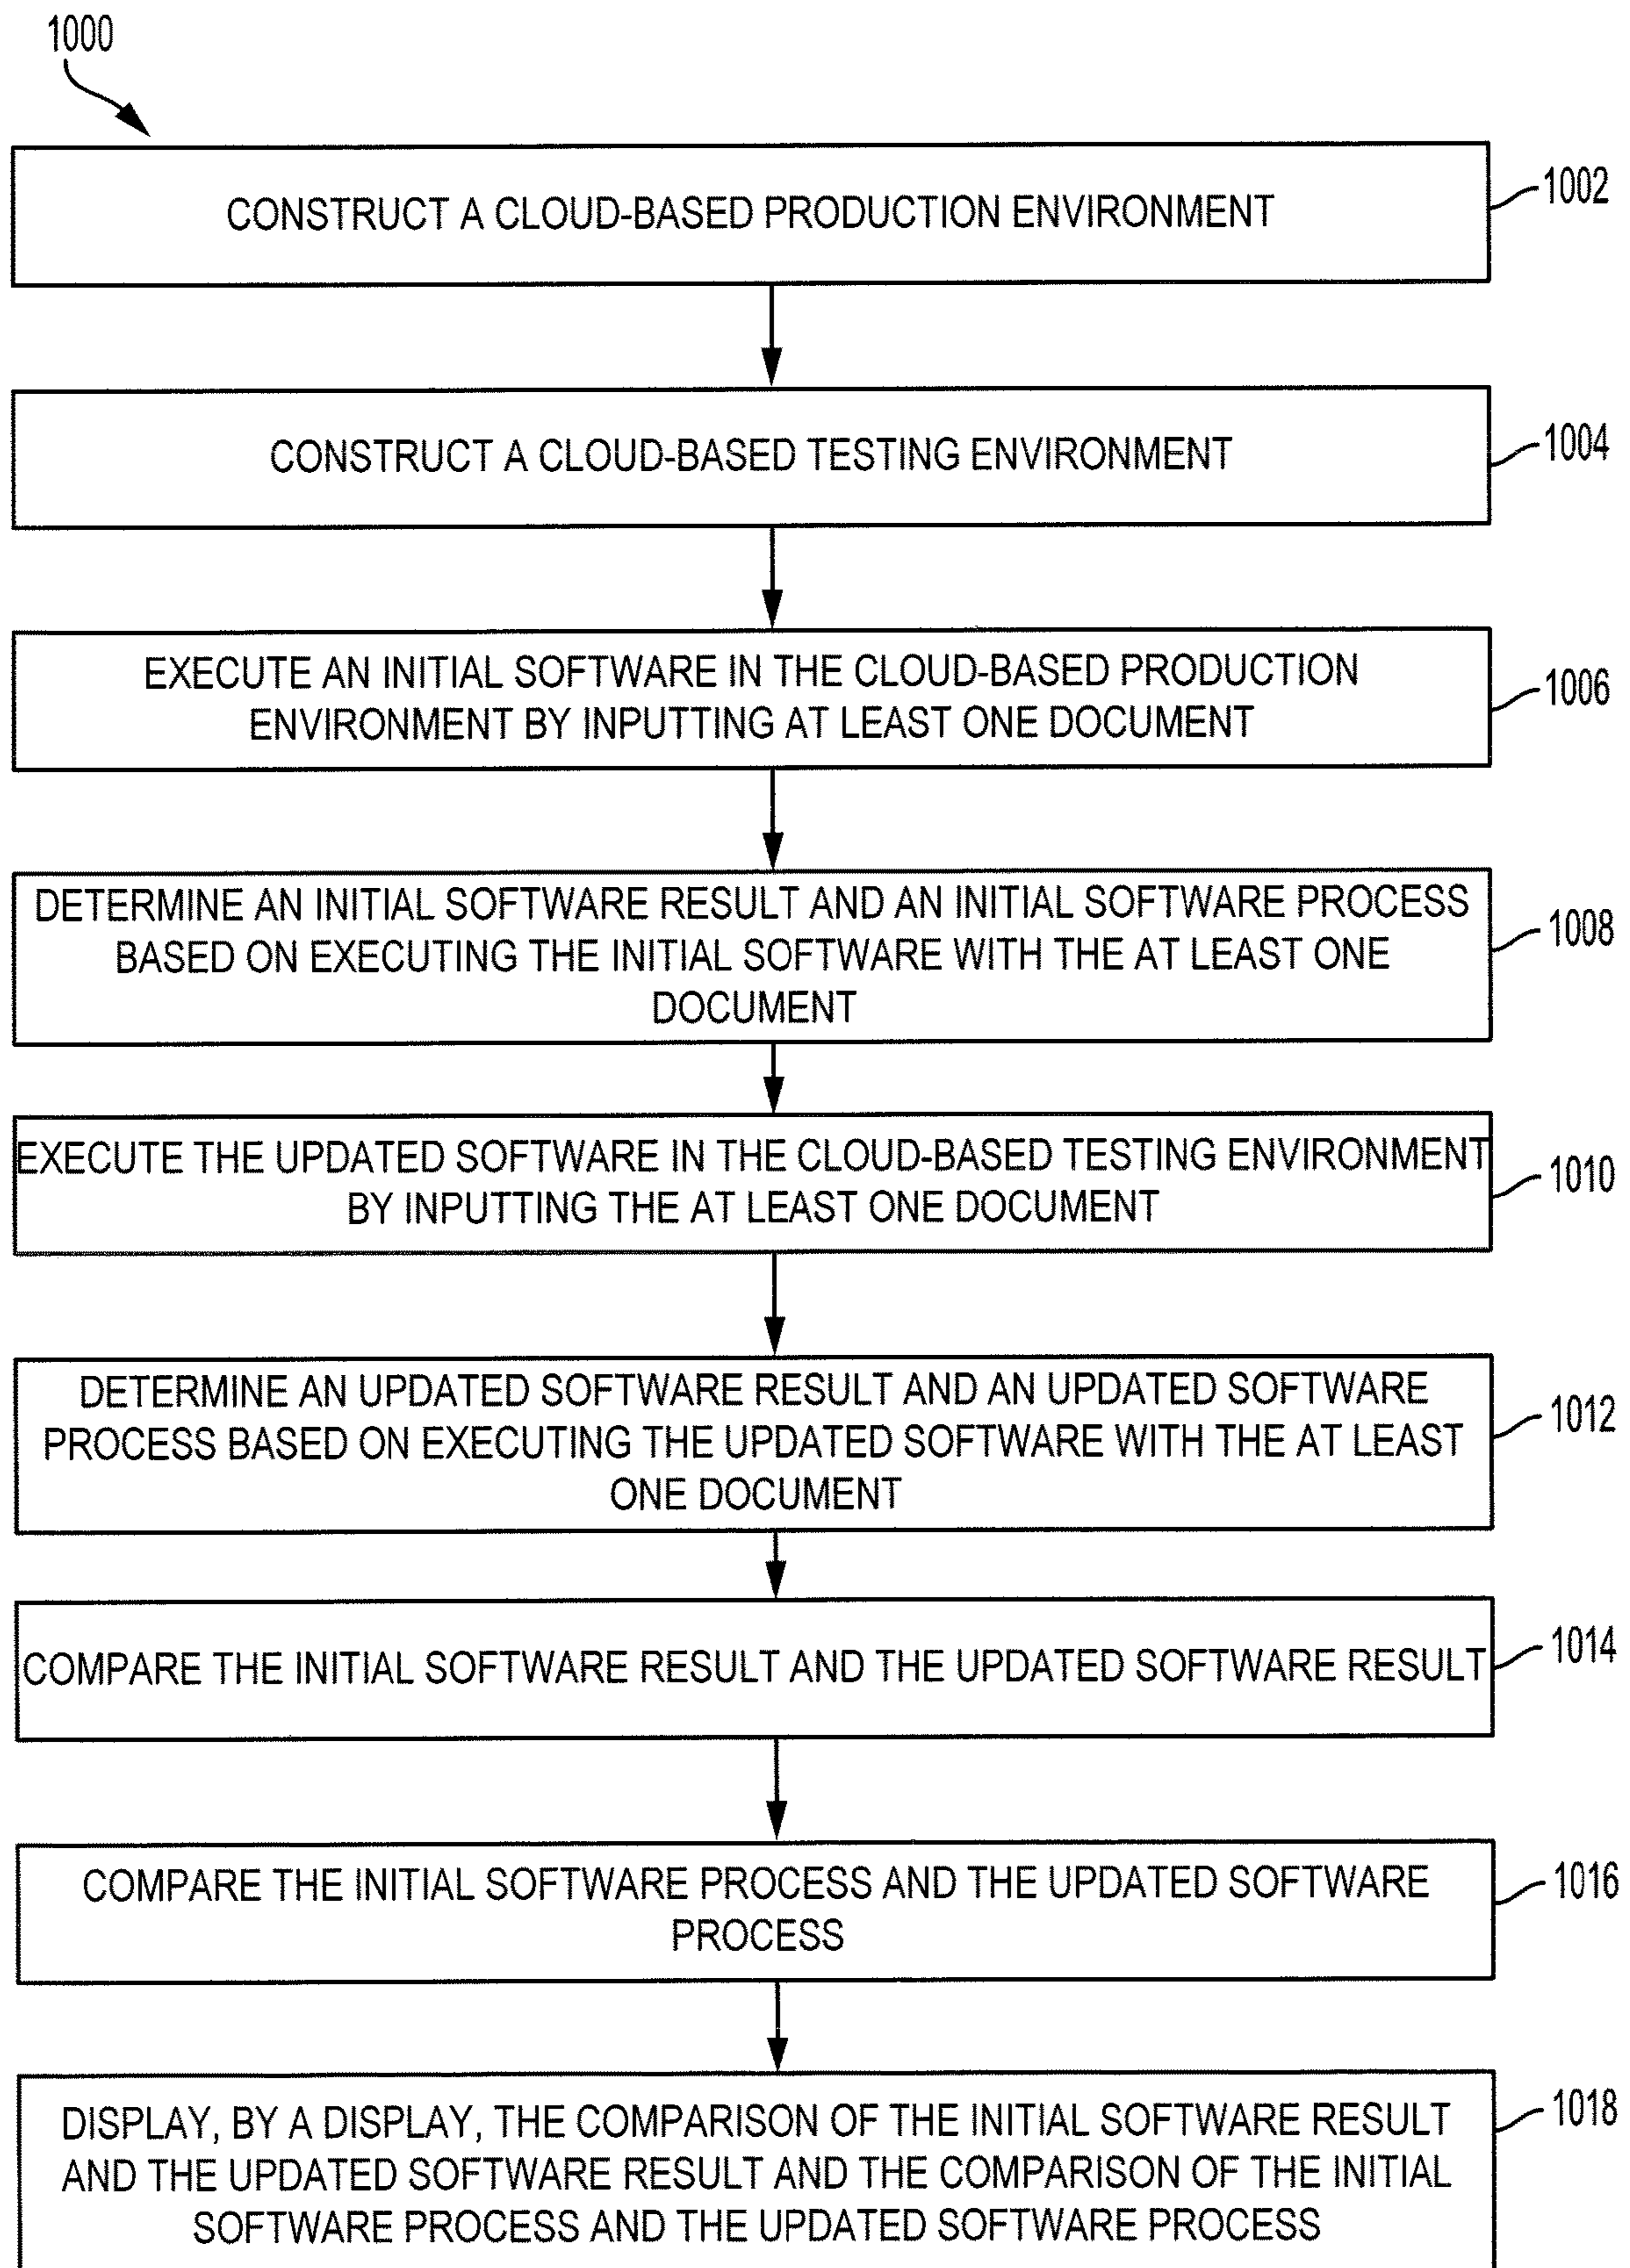 1000
CONSTRUCT A CLOUD-BASED PRODUCTION ENVIRONMENT
1002
CONSTRUCT A CLOUD-BASED TESTING ENVIRONMENT
1004
EXECUTE AN INITIAL SOFTWARE IN THE CLOUD-BASED PRODUCTION
ENVIRONMENT BY INPUTTING AT LEAST ONE DOCUMENT
1006
DETERMINE AN INITIAL SOFTWARE RESULT AND AN INITIAL SOFTWARE PROCESS
BASED ON EXECUTING THE INITIAL SOFTWARE WITH THE AT LEAST ONE
DOCUMENT
1008
EXECUTE THE UPDATED SOFTWARE IN THE CLOUD-BASED TESTING ENVIRONMENT
BY INPUTTING THE AT LEAST ONE DOCUMENT
1010
DETERMINE AN UPDATED SOFTWARE RESULT AND AN UPDATED SOFTWARE
PROCESS BASED ON EXECUTING THE UPDATED SOFTWARE WITH THE AT LEAST
ONE DOCUMENT
1012
COMPARE THE INITIAL SOFTWARE RESULT AND THE UPDATED SOFTWARE RESULT
1014
COMPARE THE INITIAL SOFTWARE PROCESS AND THE UPDATED SOFTWARE
PROCESS
1016
DISPLAY, BY A DISPLAY, THE COMPARISON OF THE INITIAL SOFTWARE RESULT
AND THE UPDATED SOFTWARE RESULT AND THE COMPARISON OF THE INITIAL
SOFTWARE PROCESS AND THE UPDATED SOFTWARE PROCESS
1018